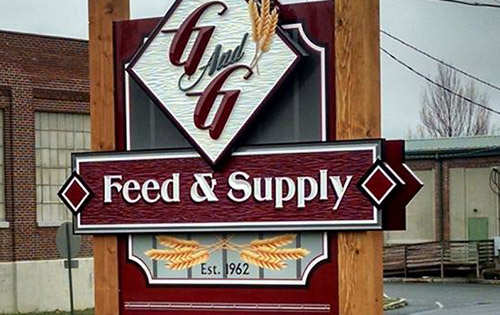 G
And
G
Feed & Supply
Est. 1962